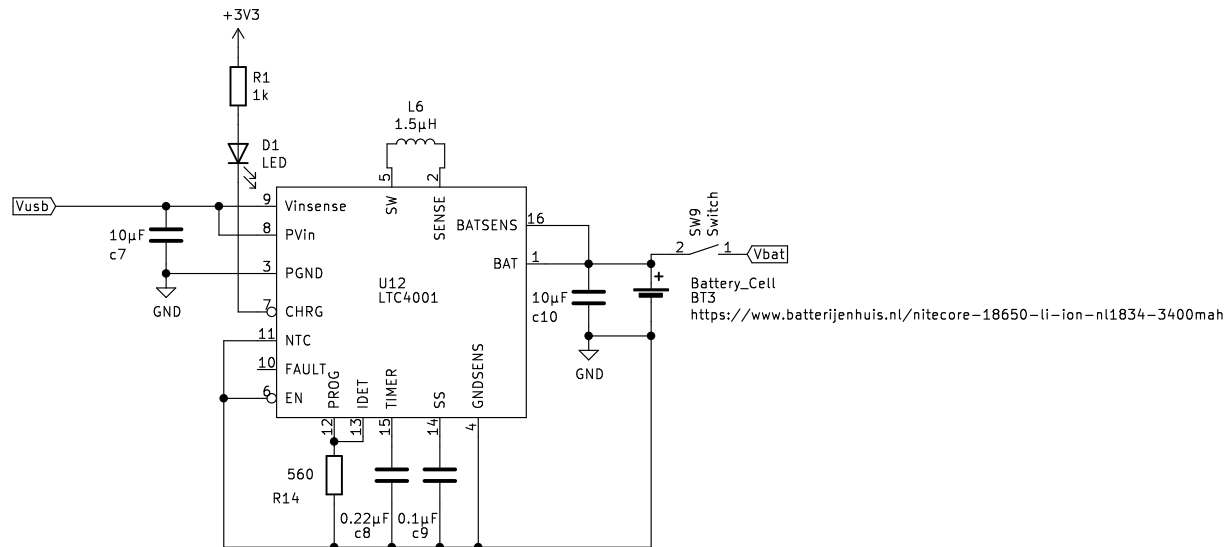 +3V3
R1
1k
L6
1.5µH
D1
LED
5
2
SW
SENSE
Vusb
9
Vinsense
8
PVin
10µF
c7
3
PGND
GND
7
CHRG
11
NTC
10
FAULT
6
EN
U12
LTC4001
BATSENS
16
BAT
1
SW9
Switch
2
1
Vbat
10µF
c10
+
Battery_Cell
BT3
https://www.batterijenhuis.nl/nitecore-18650-li-ion-nl1834-3400mah
GND
PROG
IDET
TIMER
SS
GNDSENS
12
13
15
14
4
560
R14
0.22µF
c8
0.1µF
c9